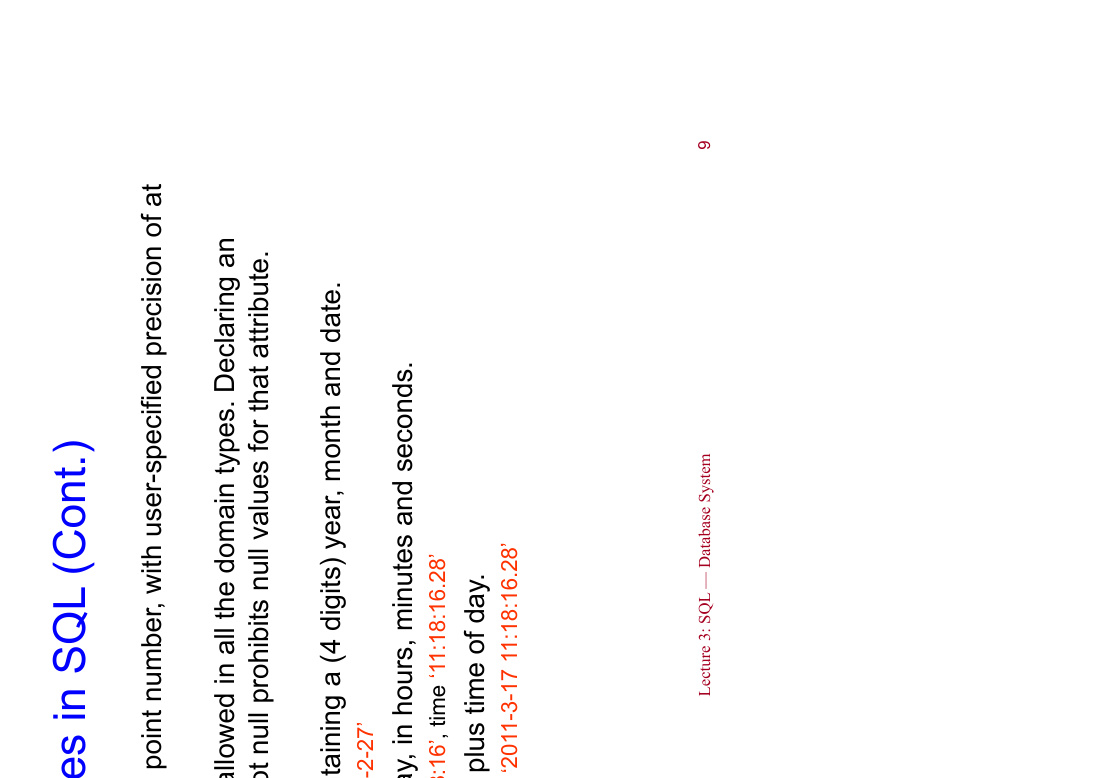 es in SQL (Cont.)
point number, with user-specified precision of at
allowed in all the domain types. Declaring an
ot null prohibits null values for that attribute.
taining a (4 digits) year, month and date.
-2-27’
ay, in hours, minutes and seconds.
:16’, time ‘11:18:16.28’
plus time of day.
‘2011-3-17 11:18:16.28’
Lecture 3: SQL — Database System
9